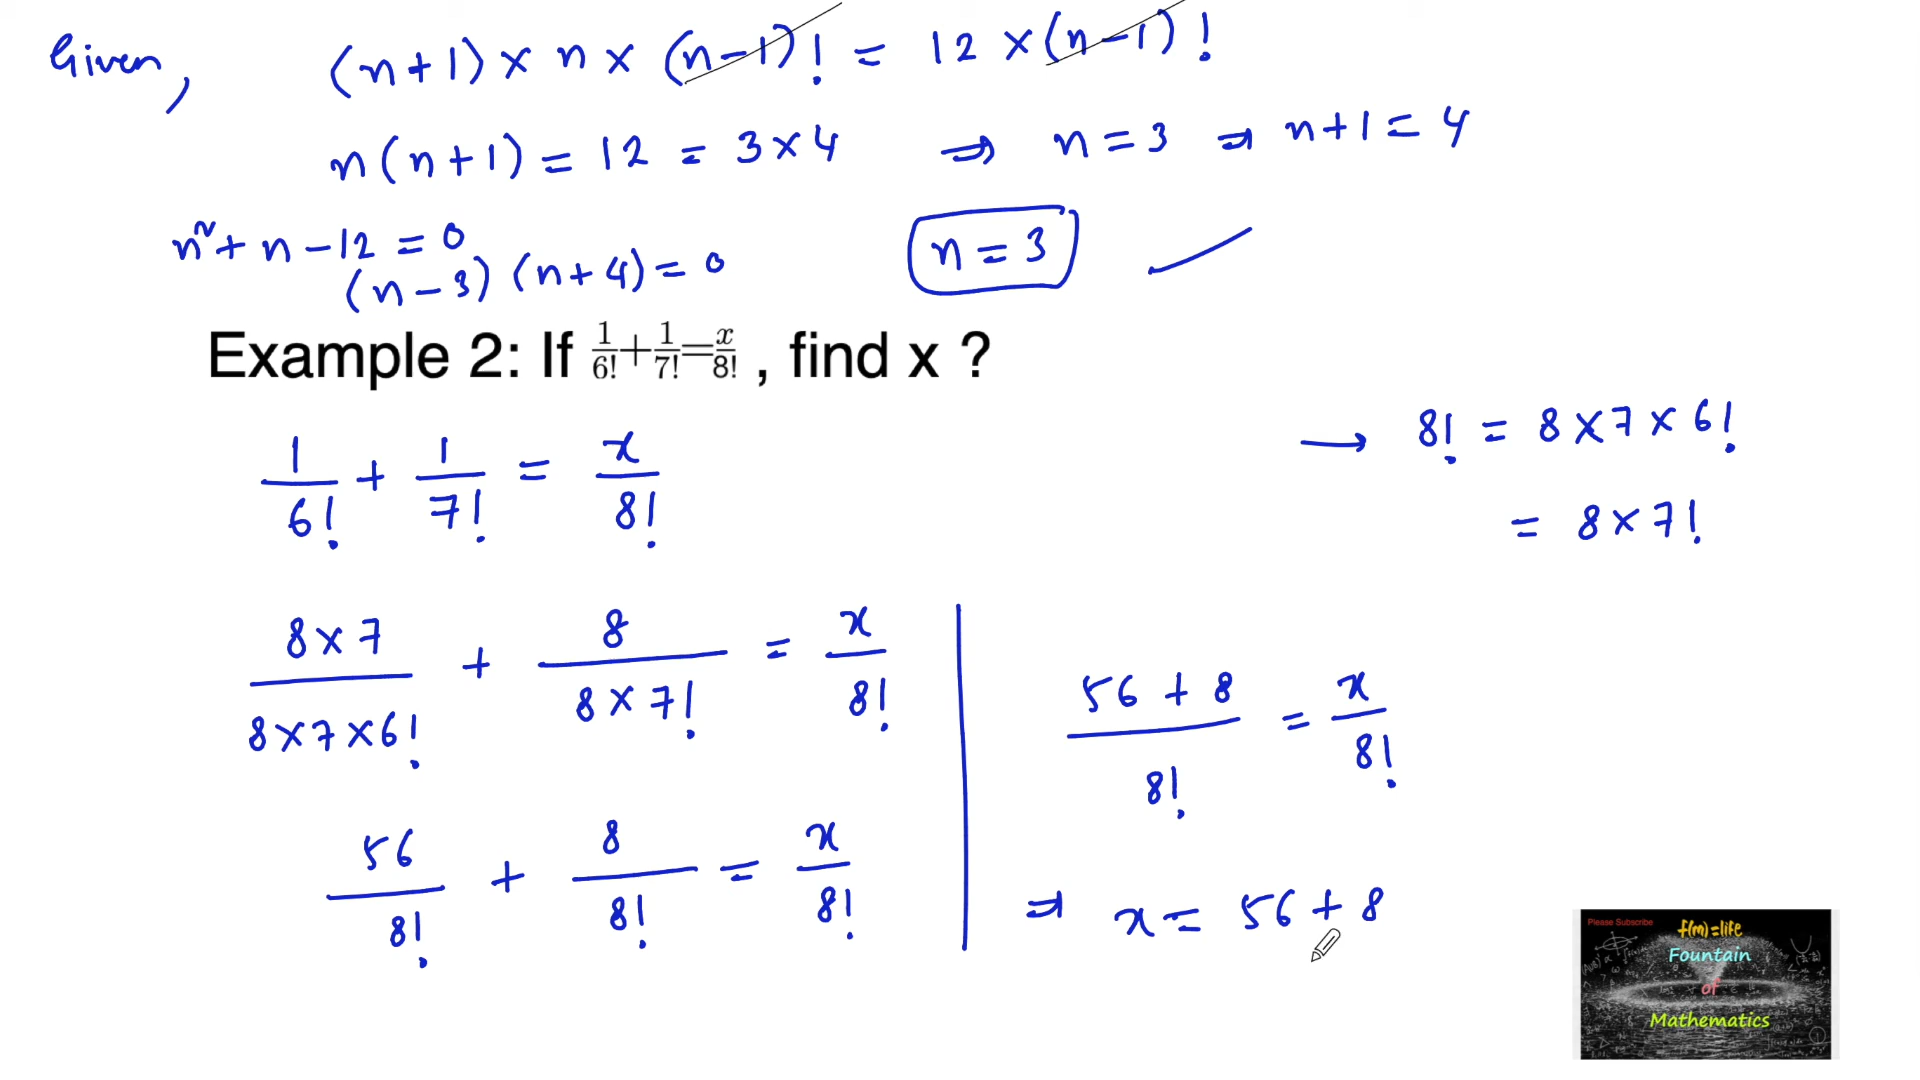 Given, (n+1) × n × (n-1)! = 12 × (n-1)!
n(n+1) = 12 = 3×4 ⇒ n = 3 ⇒ n+1 = 4
n² + n - 12 = 0
(n-3) (n+4) = 0
n = 3 ✓
Example 2: If 1/6! + 1/7! = x/8! , find x ?
1/6! + 1/7! = x/8!
→ 8! = 8×7×6!
= 8×7!
8×7/8×7×6! + 8/8×7! = x/8!
56/8! + 8/8! = x/8!
56 + 8/8! = x/8!
⇒ x = 56 + 8
Please Subscribe
f(m)=life
Fountain
of
Mathematics